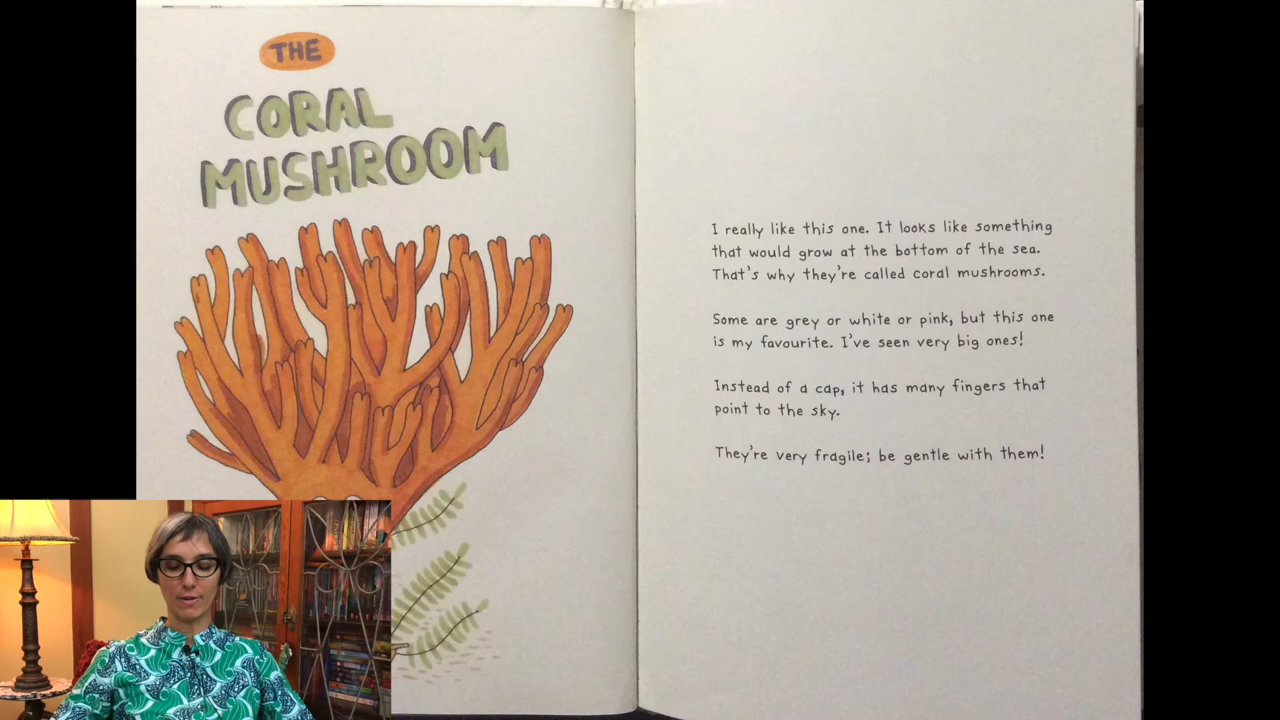 THE
CORAL
MUSHROOM
I really like this one. It looks like something
that would grow at the bottom of the sea.
That's why they're called coral mushrooms.
Some are grey or white or pink, but this one
is my favourite. I've seen very big ones!
Instead of a cap, it has many fingers that
point to the sky.
They're very fragile; be gentle with them!